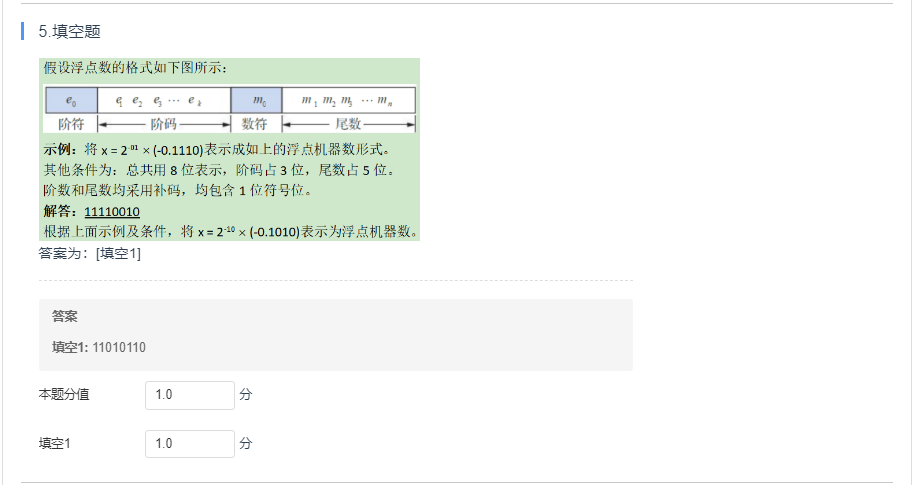 5.填空题
假设浮点数的格式如下图所示：
e₀ e₁ e₂ e₃ ⋯ eₖ m₀ m₁ m₂ m₃ ⋯ mₙ
阶符 阶码 数符 尾数
示例：将 x = 2⁻⁰¹ × (-0.1110)表示成如上的浮点机器数形式。
其他条件为：总共用 8 位表示，阶码占 3 位，尾数占 5 位。
阶数和尾数均采用补码，均包含 1 位符号位。
解答：11110010
根据上面示例及条件，将 x = 2⁻¹⁰ × (-0.1010)表示为浮点机器数。
答案为：[填空1]
答案
填空1: 11010110
本题分值 1.0 分
填空1 1.0 分